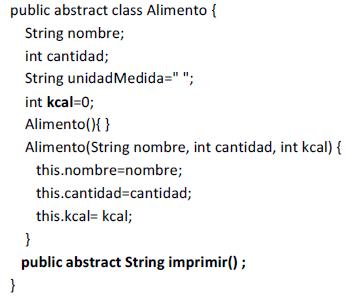 public abstract class Alimento {
String nombre;
int cantidad;
String unidadMedida=" ";
int kcal=0;
Alimento(){ }
Alimento(String nombre, int cantidad, int kcal) {
this.nombre=nombre;
this.cantidad=cantidad;
this.kcal= kcal;
}
public abstract String imprimir() ;
}